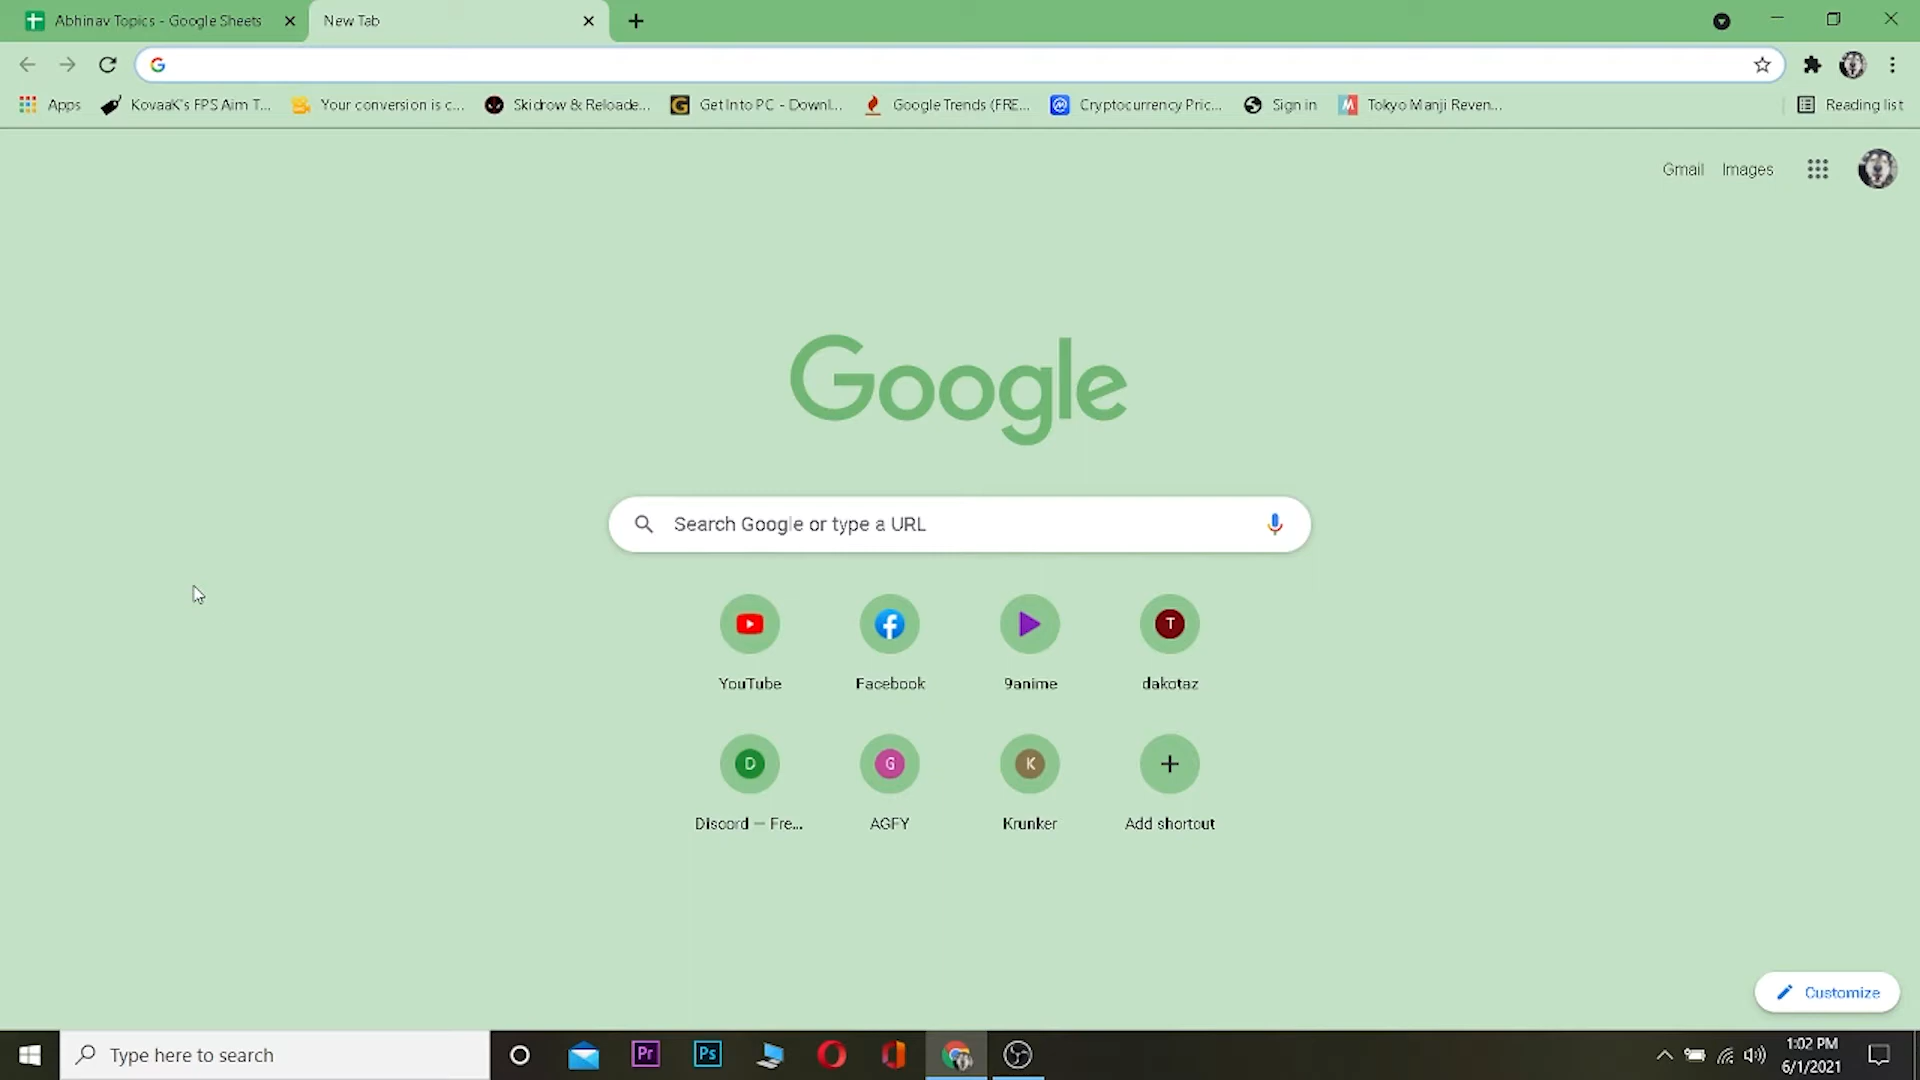 Abhinav Topics - Google Sheets
New Tab
Apps
KovaaK's FPS Aim T...
Your conversion is c...
Skidrow & Reloade...
Get Into PC - Downl...
Google Trends (FRE...
Cryptocurrency Pric...
Sign in
Tokyo Manji Reven...
Reading list
Gmail
Images
Google
Search Google or type a URL
YouTube
Facebook
9anime
T
dakotaz
D
Discord — Fre...
G
AGFY
K
Krunker
Add shortcut
Customize
Type here to search
Pr
Ps
1:02 PM
6/1/2021